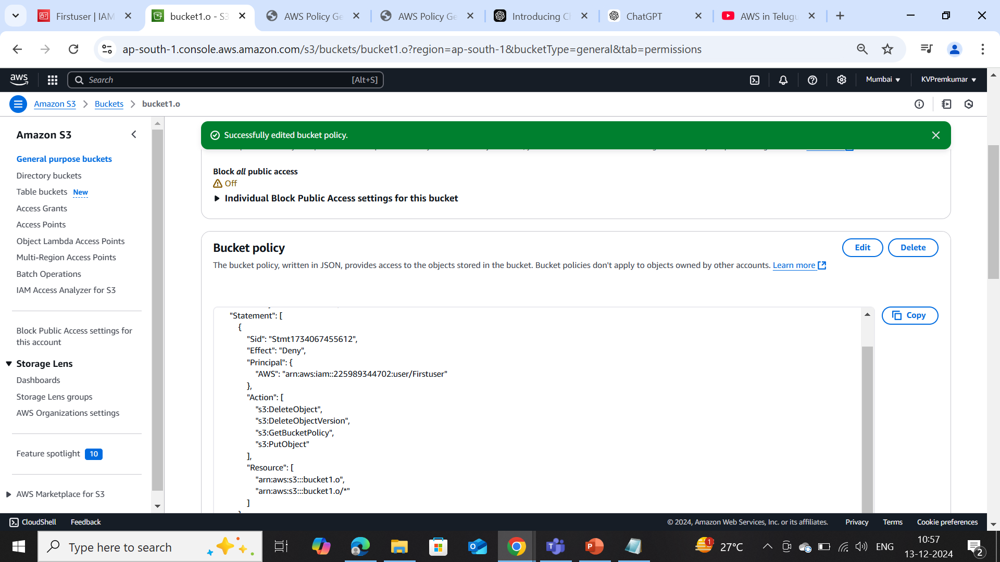 Firstuser | IAM
bucket1.o - S3
AWS Policy Ge
AWS Policy Ge
Introducing Ch
ChatGPT
AWS in Telugu
ap-south-1.console.aws.amazon.com/s3/buckets/bucket1.o?region=ap-south-1&bucketType=general&tab=permissions
aws
Search
[Alt+S]
Mumbai
KVPremkumar
Amazon S3
Buckets
bucket1.o
Amazon S3
General purpose buckets
Directory buckets
Table buckets New
Access Grants
Access Points
Object Lambda Access Points
Multi-Region Access Points
Batch Operations
IAM Access Analyzer for S3
Block Public Access settings for
this account
Storage Lens
Dashboards
Storage Lens groups
AWS Organizations settings
Feature spotlight 10
AWS Marketplace for S3
Successfully edited bucket policy.
Block all public access
Off
Individual Block Public Access settings for this bucket
Bucket policy
Edit
Delete
The bucket policy, written in JSON, provides access to the objects stored in the bucket. Bucket policies don't apply to objects owned by other accounts. Learn more
Copy
"Statement": [
{
"Sid": "Stmt1734067455612",
"Effect": "Deny",
"Principal": {
"AWS": "arn:aws:iam::225989344702:user/Firstuser"
},
"Action": [
"s3:DeleteObject",
"s3:DeleteObjectVersion",
"s3:GetBucketPolicy",
"s3:PutObject"
],
"Resource": [
"arn:aws:s3:::bucket1.o",
"arn:aws:s3:::bucket1.o/*"
]
CloudShell
Feedback
© 2024, Amazon Web Services, Inc. or its affiliates.
Privacy
Terms
Cookie preferences
Type here to search
1
27°C
ENG
10:57
13-12-2024
2